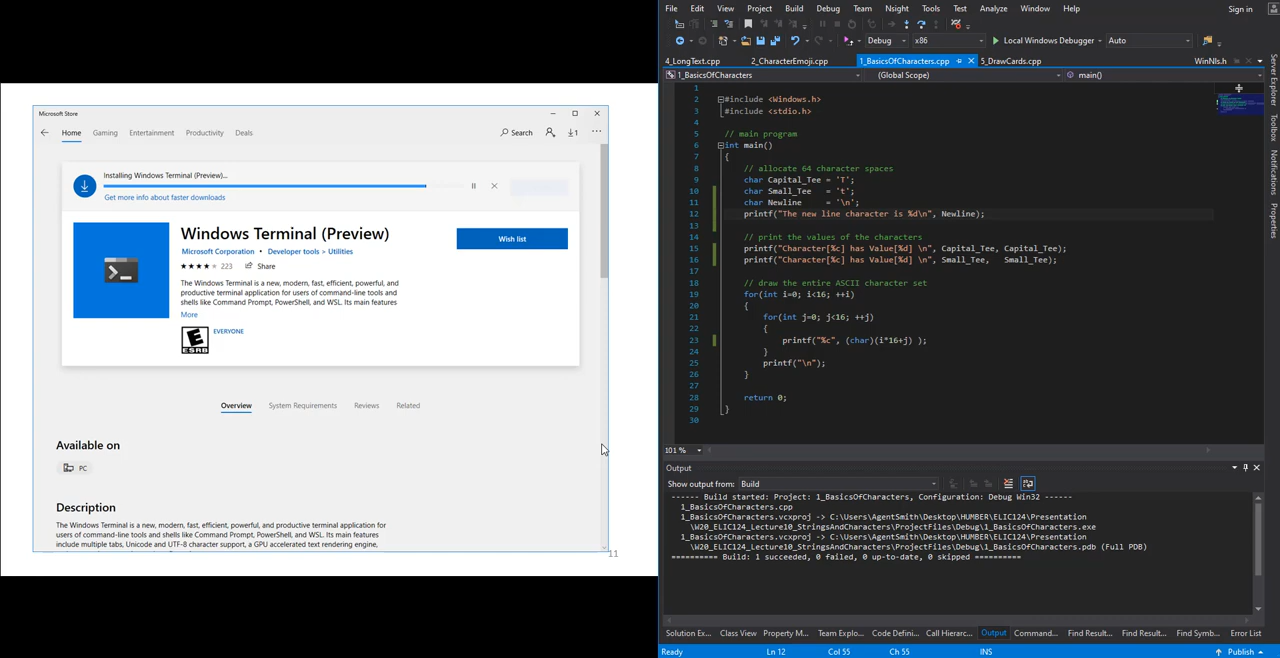 Microsoft Store
Home Gaming Entertainment Productivity Deals
Search
1
Installing Windows Terminal (Preview)...
Get more info about faster downloads
Windows Terminal (Preview)
Microsoft Corporation • Developer tools > Utilities
223 Share
The Windows Terminal is a new, modern, fast, efficient, powerful, and
productive terminal application for users of command-line tools and
shells like Command Prompt, PowerShell, and WSL. Its main features
More
Wish list
E
ESRB
EVERYONE
Overview System Requirements Reviews Related
Available on
PC
Description
The Windows Terminal is a new, modern, fast, efficient, powerful, and productive terminal application for
users of command-line tools and shells like Command Prompt, PowerShell, and WSL. Its main features
include multiple tabs, Unicode and UTF-8 character support, a GPU accelerated text rendering engine,
11
File Edit View Project Build Debug Team Nsight Tools Test Analyze Window Help
Sign in
Debug x86 Local Windows Debugger Auto
4_LongText.cpp 2_CharacterEmoji.cpp 1_BasicsOfCharacters.cpp 5_DrawCards.cpp WinNls.h
1_BasicsOfCharacters (Global Scope) main()
1
2 #include <Windows.h>
3 #include <stdio.h>
4
5 // main program
6 int main()
7 {
8 // allocate 64 character spaces
9 char Capital_Tee = 'T';
10 char Small_Tee = 't';
11 char Newline = '\n';
12 printf("The new line character is %d\n", Newline);
13
14 // print the values of the characters
15 printf("Character[%c] has Value[%d] \n", Capital_Tee, Capital_Tee);
16 printf("Character[%c] has Value[%d] \n", Small_Tee, Small_Tee);
17
18 // draw the entire ASCII character set
19 for(int i=0; i<16; ++i)
20 {
21 for(int j=0; j<16; ++j)
22 {
23 printf("%c", (char)(i*16+j) );
24 }
25 printf("\n");
26 }
27
28 return 0;
29 }
30
101 %
Server Explorer
Toolbox
Notifications
Properties
Output
Show output from: Build
------ Build started: Project: 1_BasicsOfCharacters, Configuration: Debug Win32 ------
1_BasicsOfCharacters.cpp
1_BasicsOfCharacters.vcxproj -> C:\Users\AgentSmith\Desktop\HUMBER\ELIC124\Presentation
\W20_ELIC124_Lecture10_StringsAndCharacters\ProjectFiles\Debug\1_BasicsOfCharacters.exe
1_BasicsOfCharacters.vcxproj -> C:\Users\AgentSmith\Desktop\HUMBER\ELIC124\Presentation
\W20_ELIC124_Lecture10_StringsAndCharacters\ProjectFiles\Debug\1_BasicsOfCharacters.pdb (Full PDB)
========== Build: 1 succeeded, 0 failed, 0 up-to-date, 0 skipped ==========
Solution Ex... Class View Property M... Team Explo... Code Defini... Call Hierarc... Output Command... Find Result... Find Result... Find Symb... Error List
Ready Ln 12 Col 55 Ch 55 INS Publish